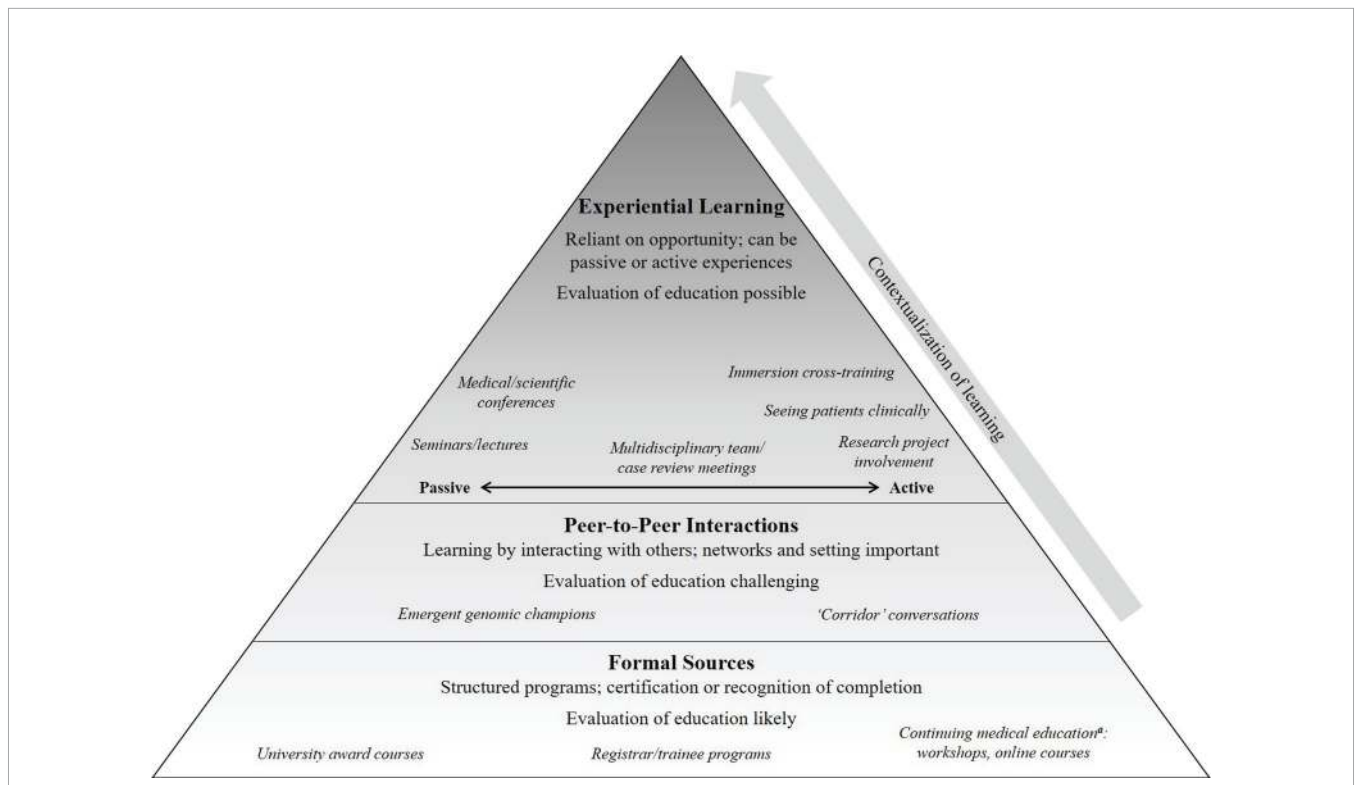 Experiential Learning
Reliant on opportunity; can be
passive or active experiences
Evaluation of education possible
Contextualization of learning
Medical/scientific
conferences
Immersion cross-training
Seeing patients clinically
Seminars/lectures
Multidisciplinary team/
case review meetings
Research project
involvement
Passive
Active
Peer-to-Peer Interactions
Learning by interacting with others; networks and setting important
Evaluation of education challenging
Emergent genomic champions
‘Corridor’ conversations
Formal Sources
Structured programs; certification or recognition of completion
Evaluation of education likely
University award courses
Registrar/trainee programs
Continuing medical educationᵃ:
workshops, online courses